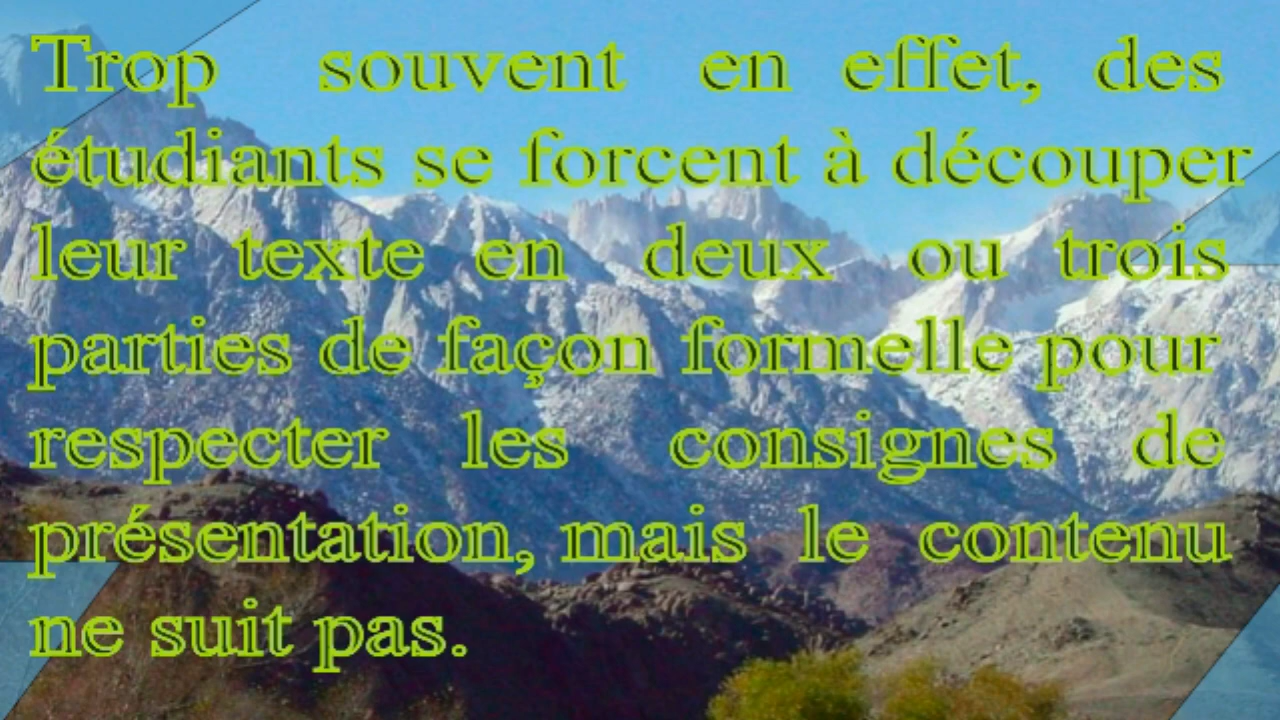 Trop souvent en effet, des
étudiants se forcent à découper
leur texte en deux ou trois
parties de façon formelle pour
respecter les consignes de
présentation, mais le contenu
ne suit pas.